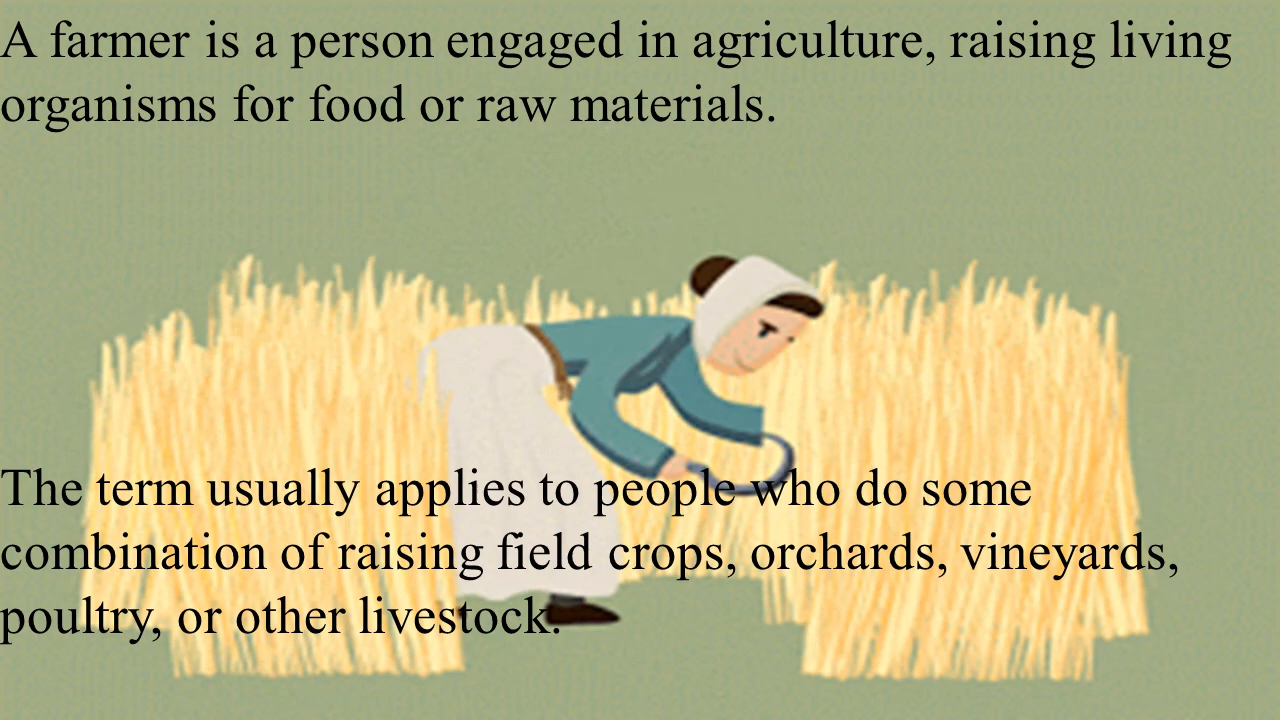 A farmer is a person engaged in agriculture, raising living
organisms for food or raw materials.
The term usually applies to people who do some
combination of raising field crops, orchards, vineyards,
poultry, or other livestock.